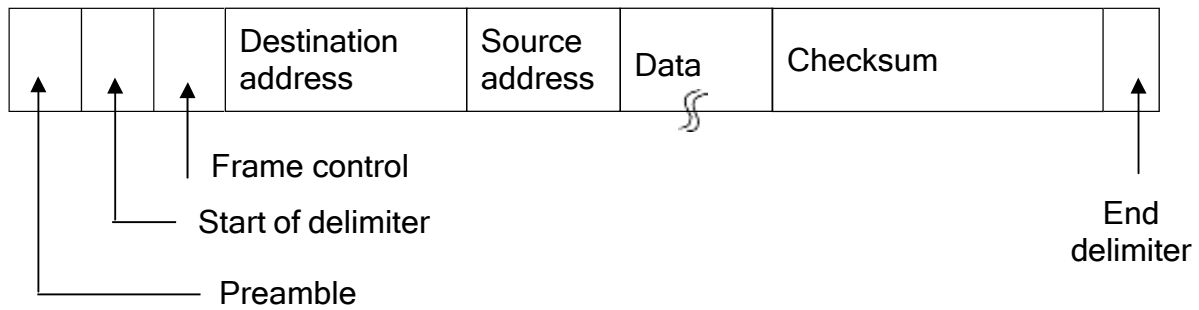 Destination
address
Source
address
Data
Checksum
Frame control
Start of delimiter
Preamble
End
delimiter